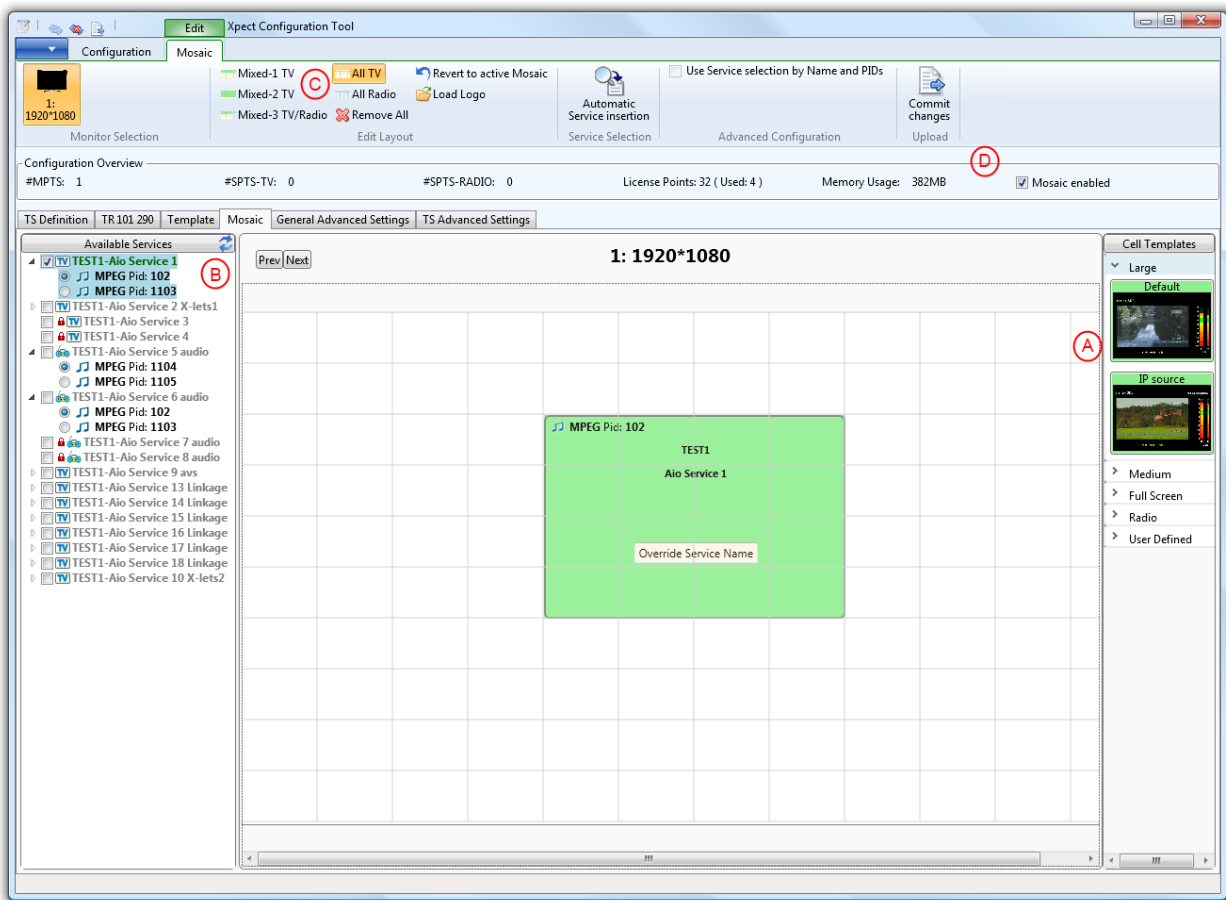 Edit Xpect Configuration Tool
Configuration Mosaic
1:
1920*1080
Monitor Selection
Mixed-1 TV
Mixed-2 TV
Mixed-3 TV/Radio
C
All TV
All Radio
Remove All
Revert to active Mosaic
Load Logo
Edit Layout
Automatic
Service insertion
Service Selection
Use Service selection by Name and PIDs
Advanced Configuration
Commit
changes
Upload
Configuration Overview
D
#MPTS: 1 #SPTS-TV: 0 #SPTS-RADIO: 0 License Points: 32 ( Used: 4 ) Memory Usage: 382MB Mosaic enabled
TS Definition TR 101 290 Template Mosaic General Advanced Settings TS Advanced Settings
Available Services
TV TEST1-Aio Service 1
MPEG Pid: 102
MPEG Pid: 1103
B
TV TEST1-Aio Service 2 X-lets1
TV TEST1-Aio Service 3
TV TEST1-Aio Service 4
TEST1-Aio Service 5 audio
MPEG Pid: 1104
MPEG Pid: 1105
TEST1-Aio Service 6 audio
MPEG Pid: 102
MPEG Pid: 1103
TEST1-Aio Service 7 audio
TEST1-Aio Service 8 audio
TV TEST1-Aio Service 9 avs
TV TEST1-Aio Service 13 Linkage
TV TEST1-Aio Service 14 Linkage
TV TEST1-Aio Service 15 Linkage
TV TEST1-Aio Service 16 Linkage
TV TEST1-Aio Service 17 Linkage
TV TEST1-Aio Service 18 Linkage
TV TEST1-Aio Service 10 X-lets2
Prev Next
1: 1920*1080
MPEG Pid: 102
TEST1
Aio Service 1
Override Service Name
Cell Templates
Large
Default
A
IP source
Medium
Full Screen
Radio
User Defined